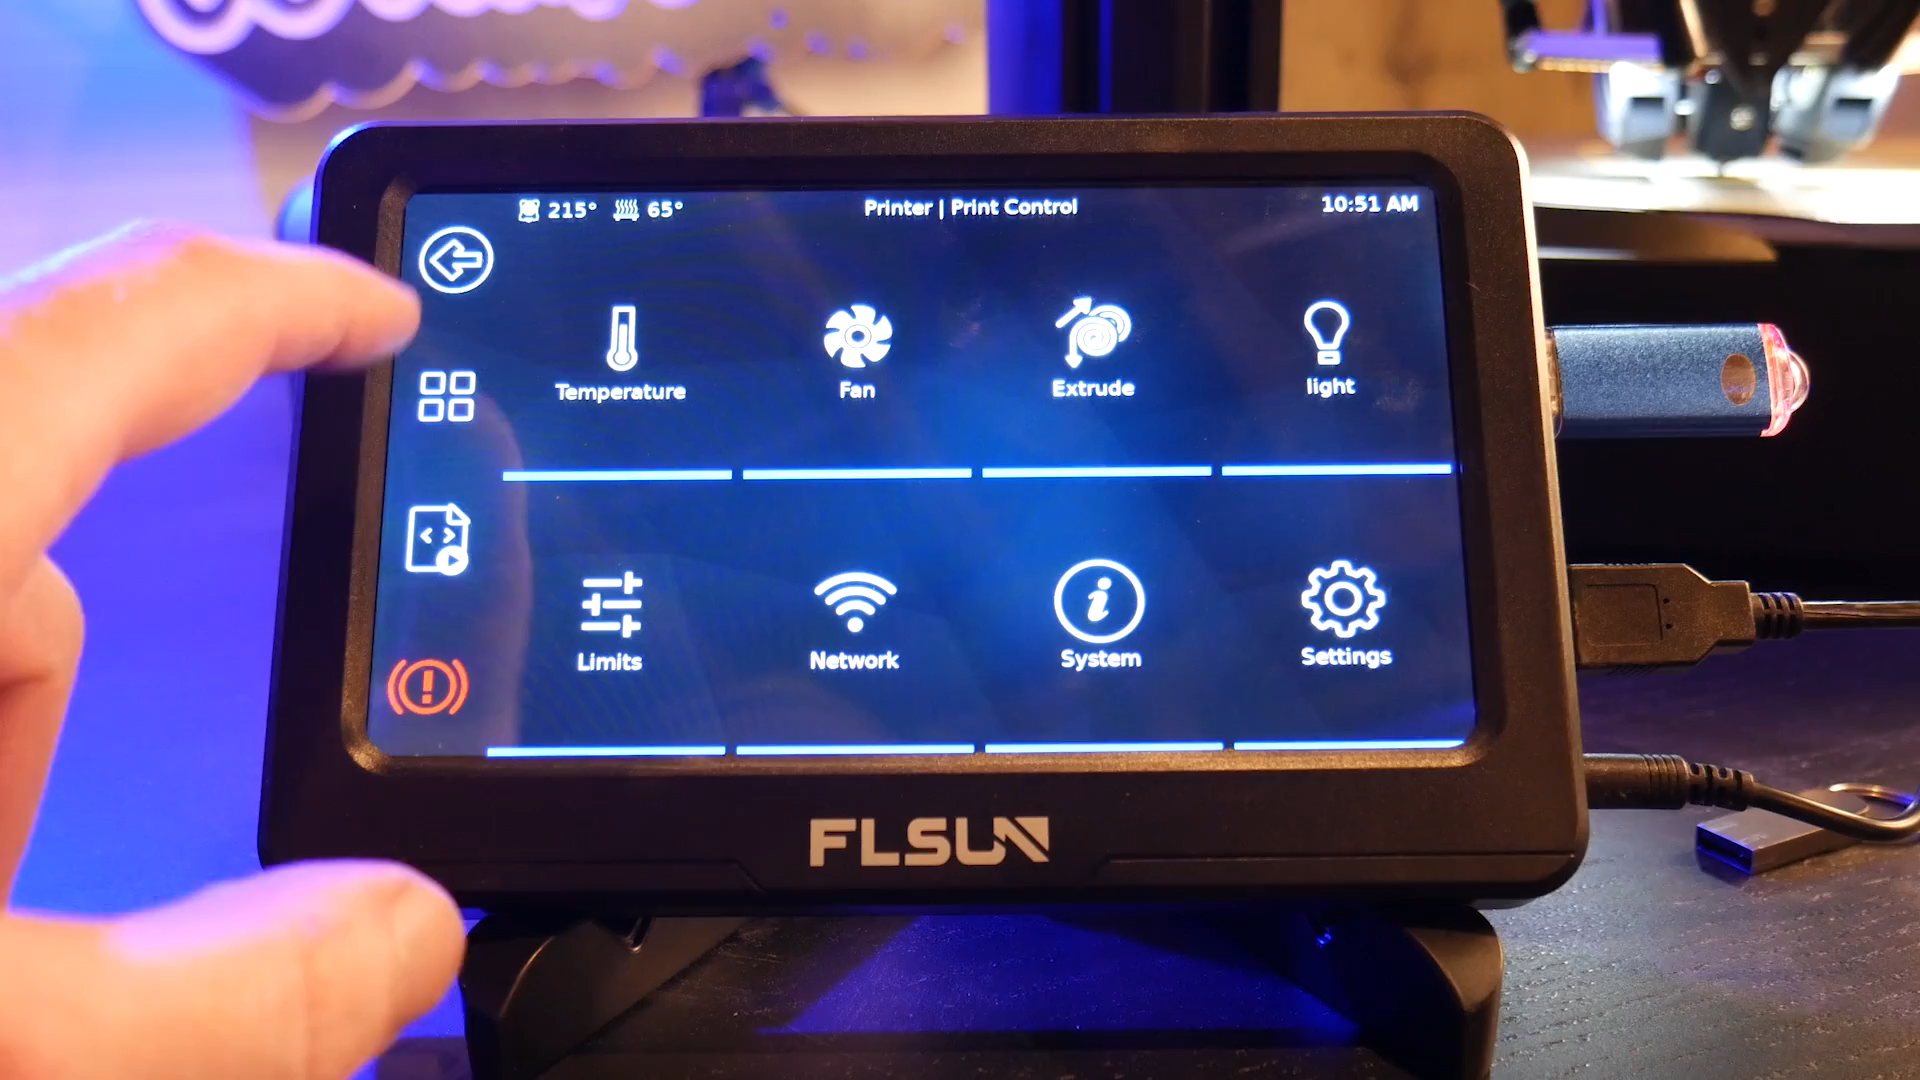 215° 65° Printer | Print Control 10:51 AM
Temperature Fan Extrude light
Limits Network System Settings
FLSUN